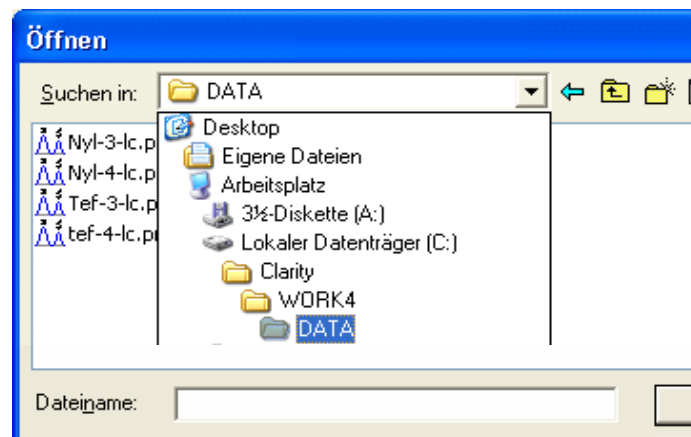 Öffnen
Suchen in: DATA
Desktop
Eigene Dateien
Arbeitsplatz
3½-Diskette (A:)
Lokaler Datenträger (C:)
Clarity
WORK4
DATA
Nyl-3-lc.p
Nyl-4-lc.p
Tef-3-lc.p
tef-4-lc.p
Dateiname: